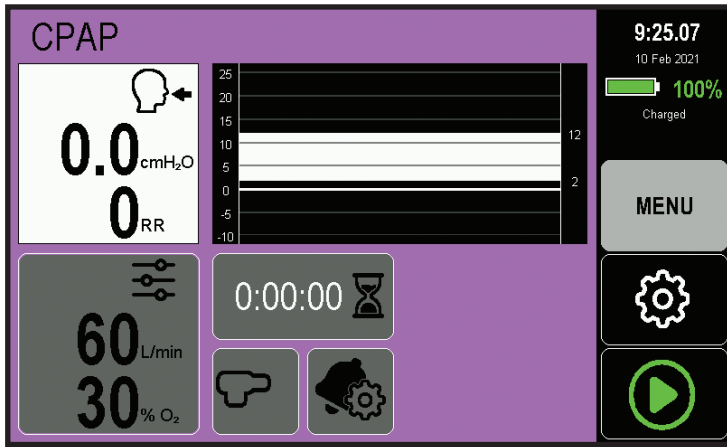 CPAP
9:25.07
10 Feb 2021
100%
Charged
0.0 cmH₂O
0 RR
25
20
15
10
5
0
-5
-10
12
2
MENU
60 L/min
30 % O₂
0:00:00